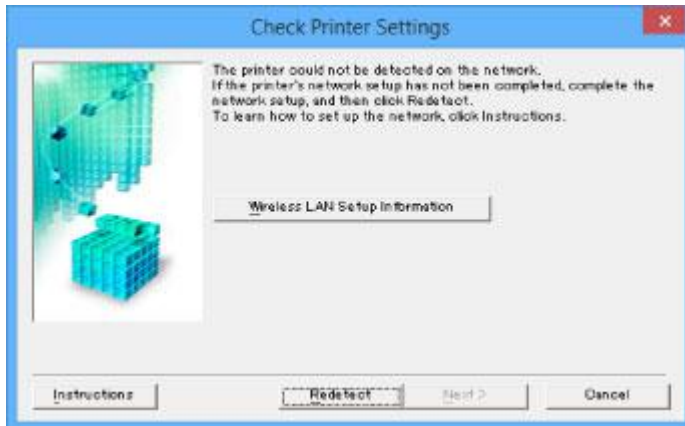 Check Printer Settings
The printer could not be detected on the network.
If the printer's network setup has not been completed, complete the
network setup, and then click Redetect.
To learn how to set up the network, click Instructions.
Wireless LAN Setup Information
Instructions
Redetect
Next >
Cancel